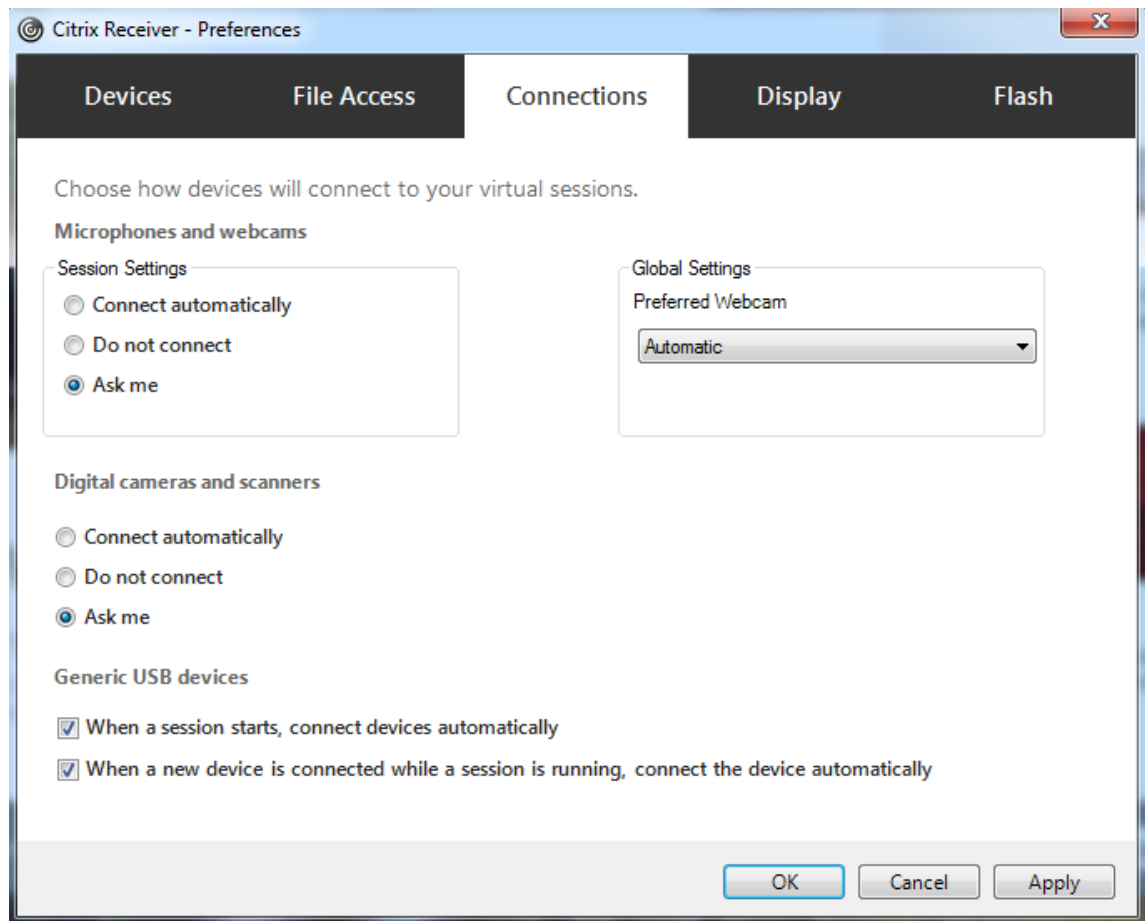 Citrix Receiver - Preferences
Devices File Access Connections Display Flash
Choose how devices will connect to your virtual sessions.
Microphones and webcams
Session Settings
Connect automatically
Do not connect
Ask me
Global Settings
Preferred Webcam
Automatic
Digital cameras and scanners
Connect automatically
Do not connect
Ask me
Generic USB devices
When a session starts, connect devices automatically
When a new device is connected while a session is running, connect the device automatically
OK Cancel Apply